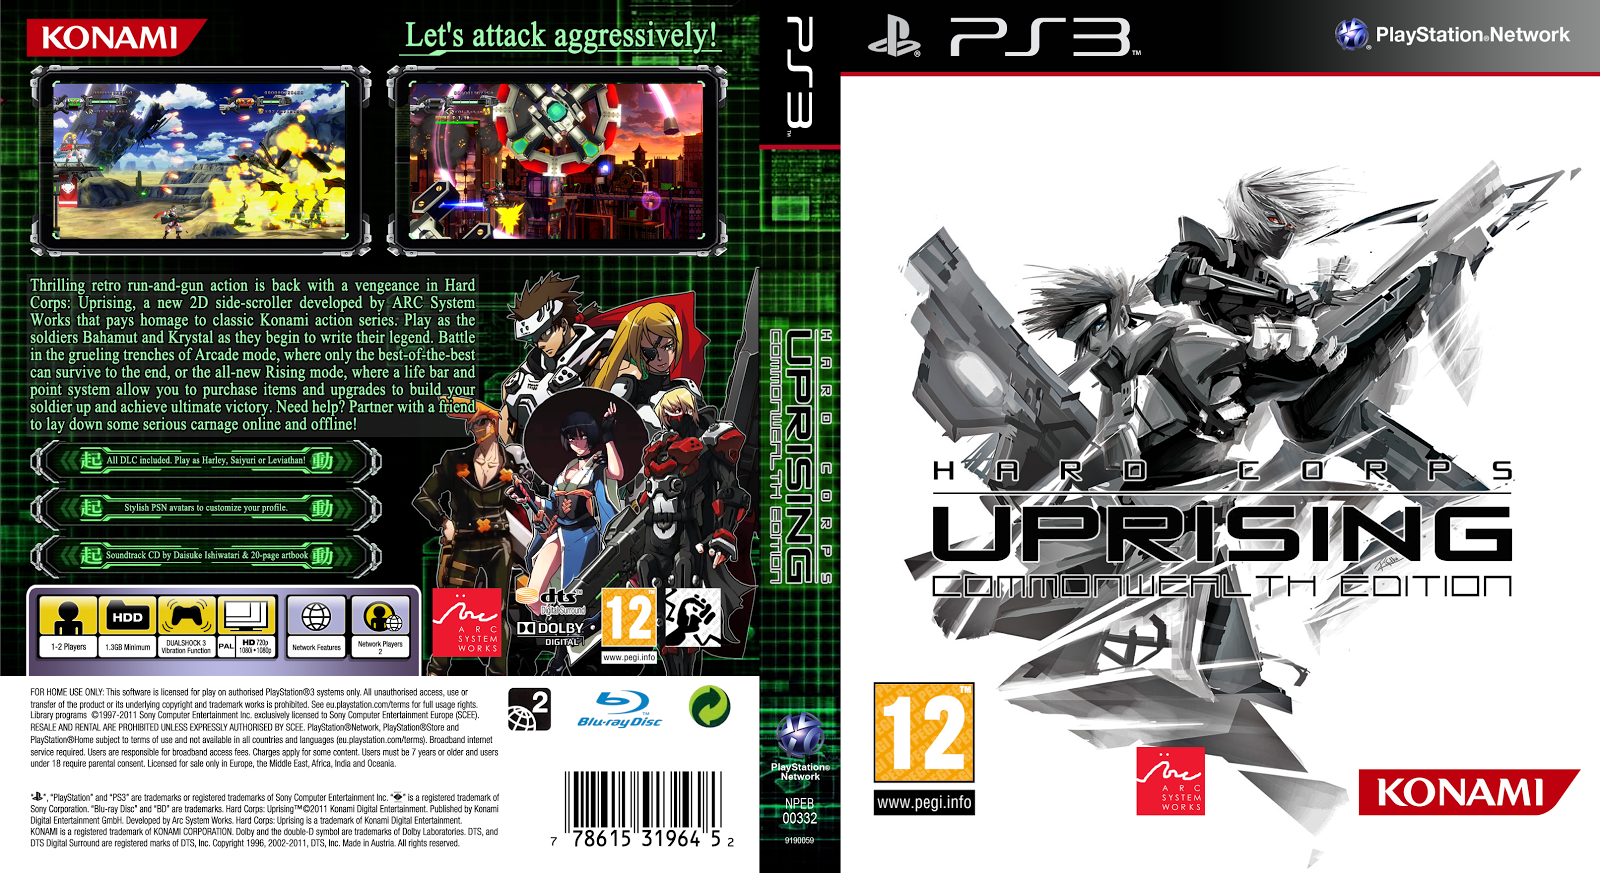 KONAMI
Let's attack aggressively!
Thrilling retro run-and-gun action is back with a vengeance in Hard
Corps: Uprising, a new 2D side-scroller developed by ARC System
Works that pays homage to classic Konami action series. Play as the
soldiers Bahamut and Krystal as they begin to write their legend. Battle
in the grueling trenches of Arcade mode, where only the best-of-the-best
can survive to the end, or the all-new Rising mode, where a life bar and
point system allow you to purchase items and upgrades to build your
soldier up and achieve ultimate victory. Need help? Partner with a friend
to lay down some serious carnage online and offline!
起 All DLC included. Play as Harley, Saiyuri or Leviathan! 動
起 Stylish PSN avatars to customize your profile. 動
起 Soundtrack CD by Daisuke Ishiwatari & 20-page artbook 動
1-2 Players
HDD
1.3GB Minimum
DUALSHOCK 3
Vibration Function
PAL
HD 720p
1080i•1080p
Network Features
Network Players
2
ARC
SYSTEM
WORKS
dts™
Digital Surround
DOLBY
DIGITAL
12™
www.pegi.info
FOR HOME USE ONLY: This software is licensed for play on authorised PlayStation®3 systems only. All unauthorised access, use or
transfer of the product or its underlying copyright and trademark works is prohibited. See eu.playstation.com/terms for full usage rights.
Library programs ©1997-2011 Sony Computer Entertainment Inc. exclusively licensed to Sony Computer Entertainment Europe (SCEE).
RESALE AND RENTAL ARE PROHIBITED UNLESS EXPRESSLY AUTHORISED BY SCEE. PlayStation®Network, PlayStation®Store and
PlayStation®Home subject to terms of use and not available in all countries and languages (eu.playstation.com/terms). Broadband internet
service required. Users are responsible for broadband access fees. Charges apply for some content. Users must be 7 years or older and users
under 18 require parental consent. Licensed for sale only in Europe, the Middle East, Africa, India and Oceania.
2
Blu-ray Disc™
", "PlayStation" and "PS3" are trademarks or registered trademarks of Sony Computer Entertainment Inc. " " is a registered trademark of
Sony Corporation. "Blu-ray Disc" and "BD" are trademarks. Hard Corps: Uprising™©2011 Konami Digital Entertainment. Published by Konami
Digital Entertainment GmbH. Developed by Arc System Works. Hard Corps: Uprising is a trademark of Konami Digital Entertainment.
KONAMI is a registered trademark of KONAMI CORPORATION. Dolby and the double-D symbol are trademarks of Dolby Laboratories. DTS, and
DTS Digital Surround are registered marks of DTS, Inc. Copyright 1996, 2002-2011, DTS, Inc. Made in Austria. All rights reserved.
7 78615 31964 5 2
PS3™
HARD CORPS
UPRISING
COMMONWEALTH EDITION
PlayStation®
Network
NPEB
00332
9190059
PS3™
PlayStation®Network
HARD CORPS
UPRISING
COMMONWEALTH EDITION
12™
www.pegi.info
ARC
SYSTEM
WORKS
KONAMI